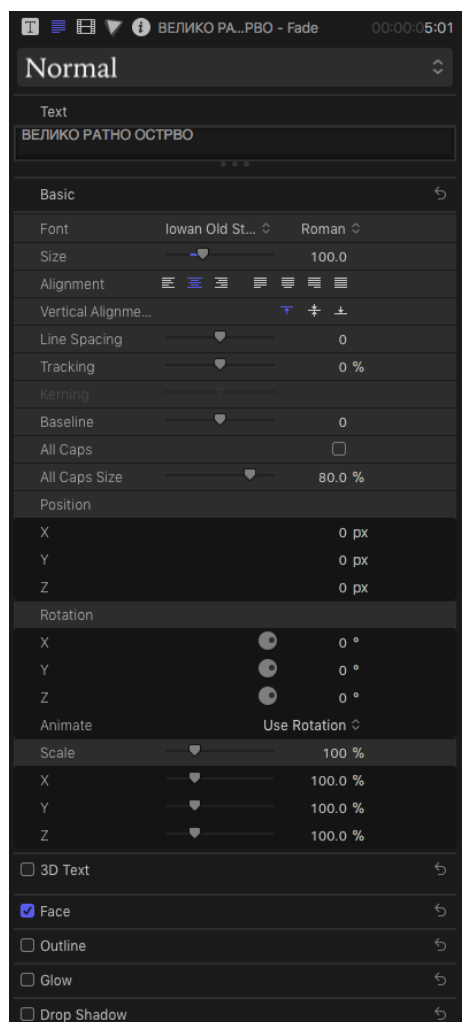 T i ВЕЛИКО РА...РВО - Fade 00:00:05:01
Normal
Text
ВЕЛИКО РАТНО ОСТРВО
Basic
Font Iowan Old St... Roman
Size 100.0
Alignment
Vertical Alignme...
Line Spacing 0
Tracking 0 %
Kerning
Baseline 0
All Caps
All Caps Size 80.0 %
Position
X 0 px
Y 0 px
Z 0 px
Rotation
X 0 °
Y 0 °
Z 0 °
Animate Use Rotation
Scale 100 %
X 100.0 %
Y 100.0 %
Z 100.0 %
3D Text
Face
Outline
Glow
Drop Shadow